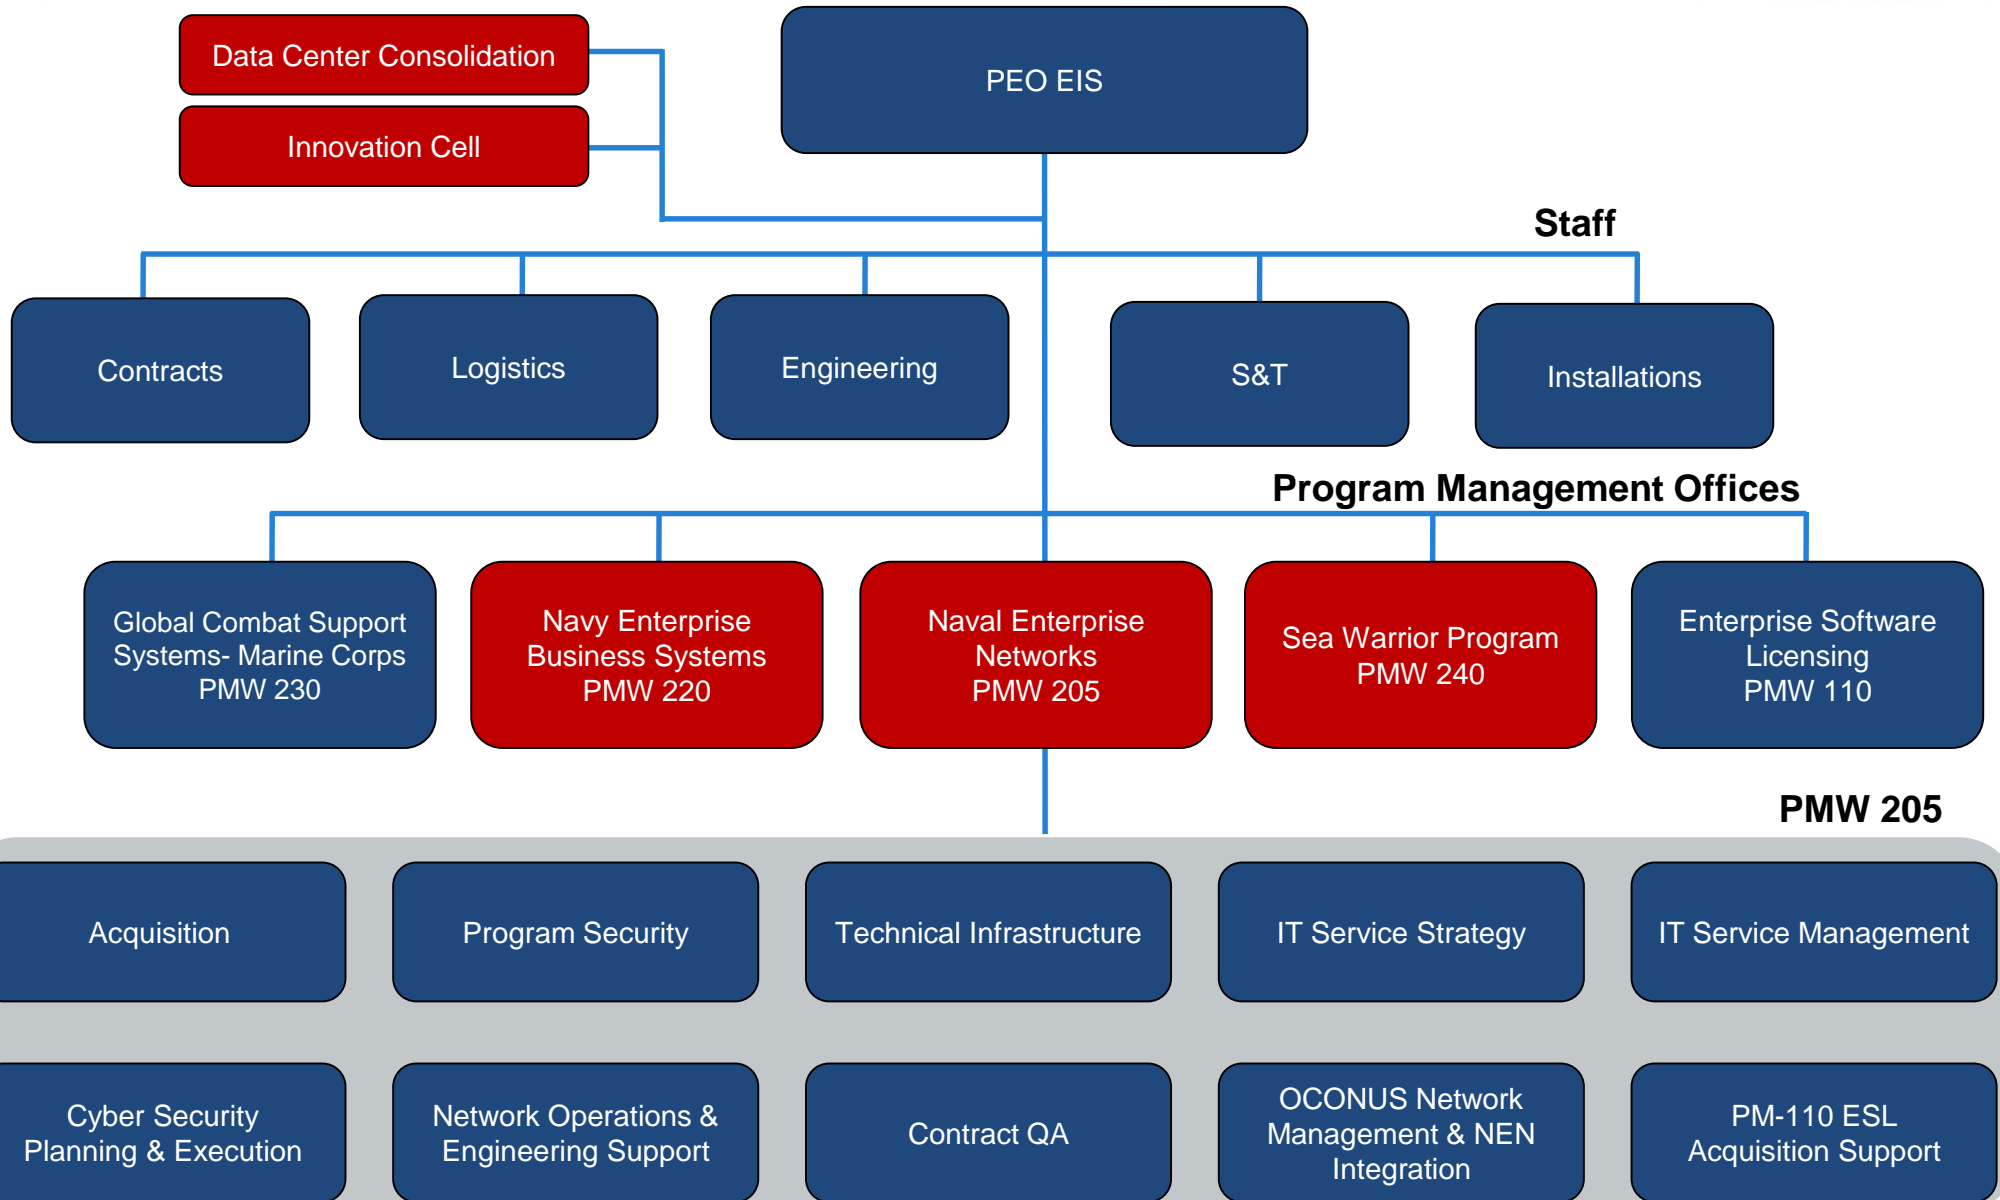 Data Center Consolidation
PEO EIS
Innovation Cell
Staff
Contracts
Logistics
Engineering
S&T
Installations
Program Management Offices
Global Combat Support
Systems- Marine Corps
PMW 230
Navy Enterprise
Business Systems
PMW 220
Naval Enterprise
Networks
PMW 205
Sea Warrior Program
PMW 240
Enterprise Software
Licensing
PMW 110
PMW 205
Acquisition
Program Security
Technical Infrastructure
IT Service Strategy
IT Service Management
Cyber Security
Planning & Execution
Network Operations &
Engineering Support
Contract QA
OCONUS Network
Management & NEN
Integration
PM-110 ESL
Acquisition Support